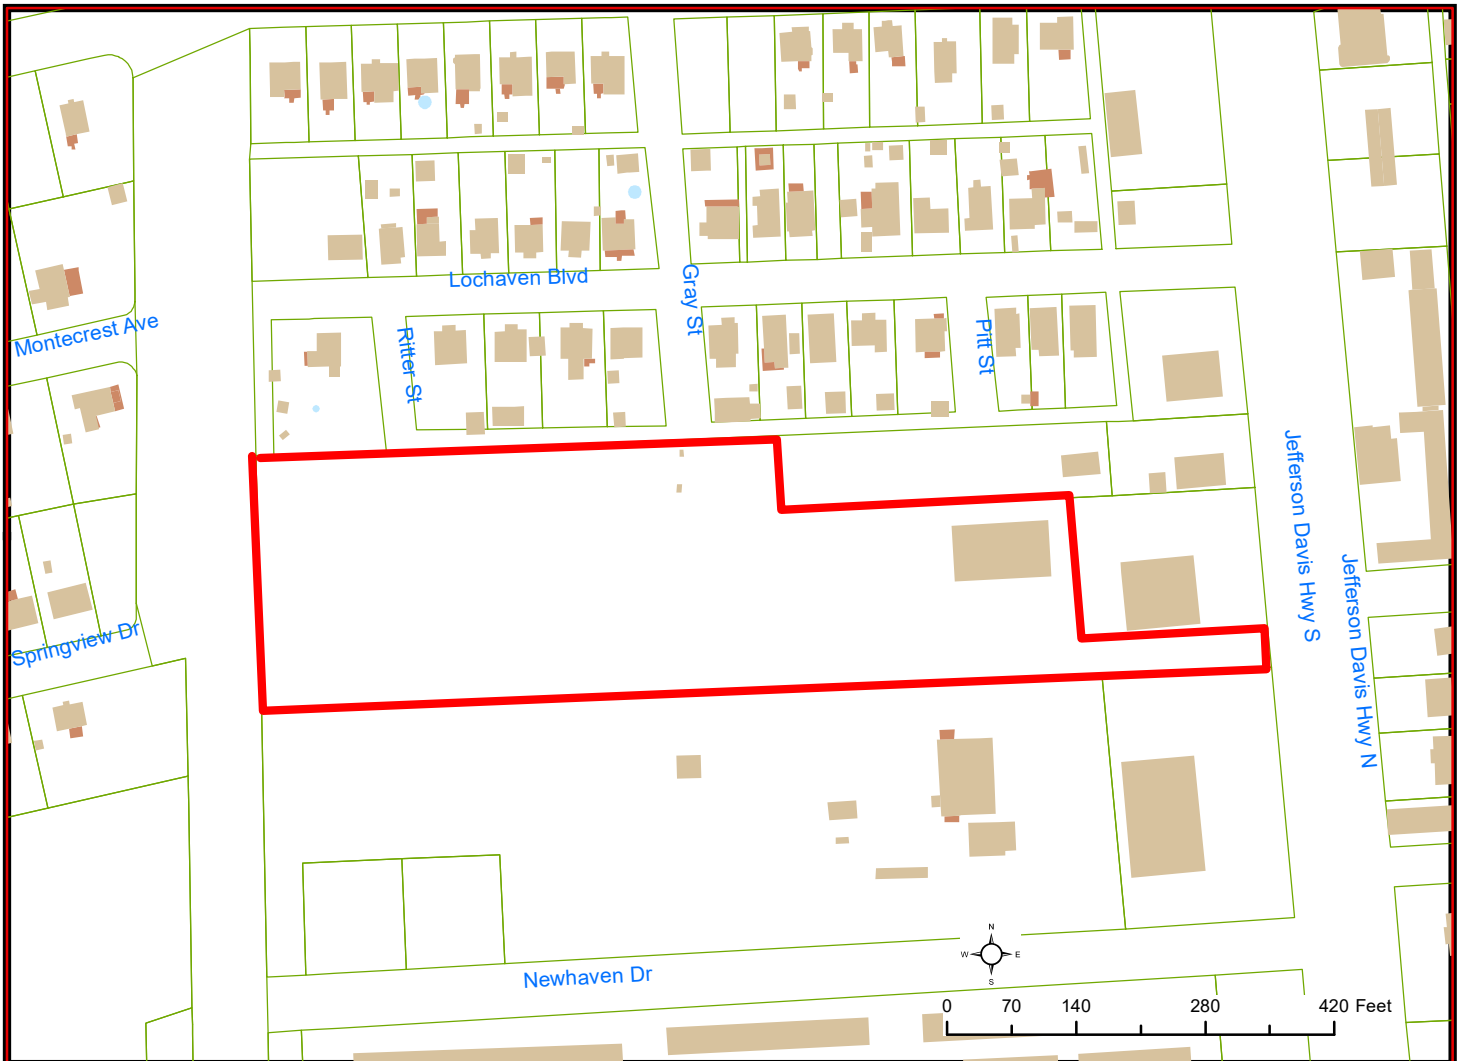 Lochaven Blvd
Gray St
Montecrest Ave
Ritter St
Pitt St
Jefferson Davis Hwy S
Jefferson Davis Hwy N
Springview Dr
N
W E
S
Newhaven Dr
0 70 140 280 420 Feet